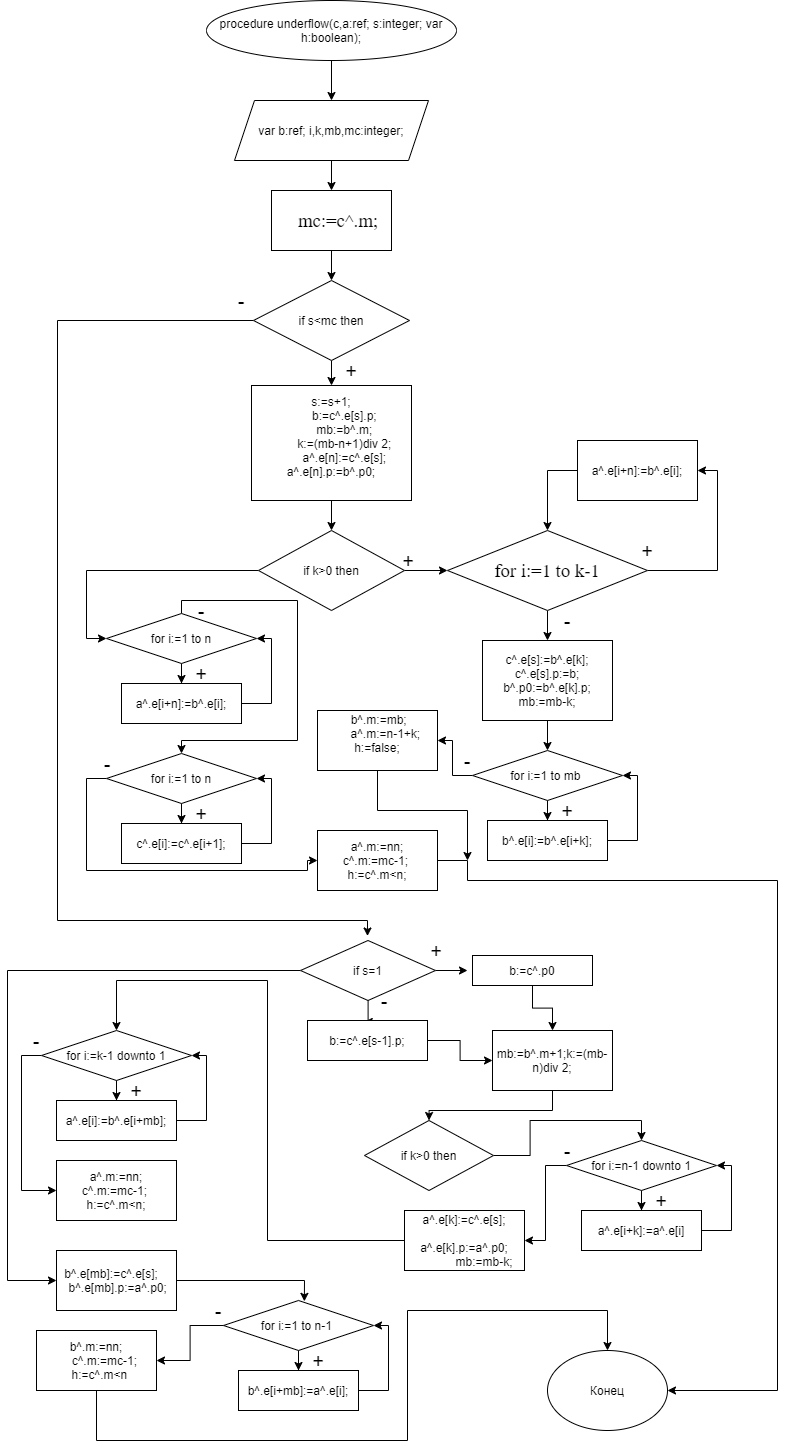 procedure underflow(c,a:ref; s:integer; var
h:boolean);
var b:ref; i,k,mb,mc:integer;
mc:=c^.m;
-
if s<mc then
+
s:=s+1;
b:=c^.e[s].p;
mb:=b^.m;
k:=(mb-n+1)div 2;
a^.e[n]:=c^.e[s];
a^.e[n].p:=b^.p0;
a^.e[i+n]:=b^.e[i];
if k>0 then
+
for i:=1 to k-1
+
-
for i:=1 to n
-
+
a^.e[i+n]:=b^.e[i];
c^.e[s]:=b^.e[k];
c^.e[s].p:=b;
b^.p0:=b^.e[k].p;
mb:=mb-k;
b^.m:=mb;
a^.m:=n-1+k;
h:=false;
-
for i:=1 to mb
+
b^.e[i]:=b^.e[i+k];
-
for i:=1 to n
+
c^.e[i]:=c^.e[i+1];
a^.m:=nn;
c^.m:=mc-1;
h:=c^.m<n;
if s=1
+
-
b:=c^.p0
b:=c^.e[s-1].p;
mb:=b^.m+1;k:=(mb-
n)div 2;
-
for i:=k-1 downto 1
+
a^.e[i]:=b^.e[i+mb];
if k>0 then
-
for i:=n-1 downto 1
+
a^.e[i+k]:=a^.e[i]
a^.m:=nn;
c^.m:=mc-1;
h:=c^.m<n;
a^.e[k]:=c^.e[s];
a^.e[k].p:=a^.p0;
mb:=mb-k;
b^.e[mb]:=c^.e[s];
b^.e[mb].p:=a^.p0;
-
for i:=1 to n-1
+
b^.e[i+mb]:=a^.e[i];
b^.m:=nn;
c^.m:=mc-1;
h:=c^.m<n
Конец